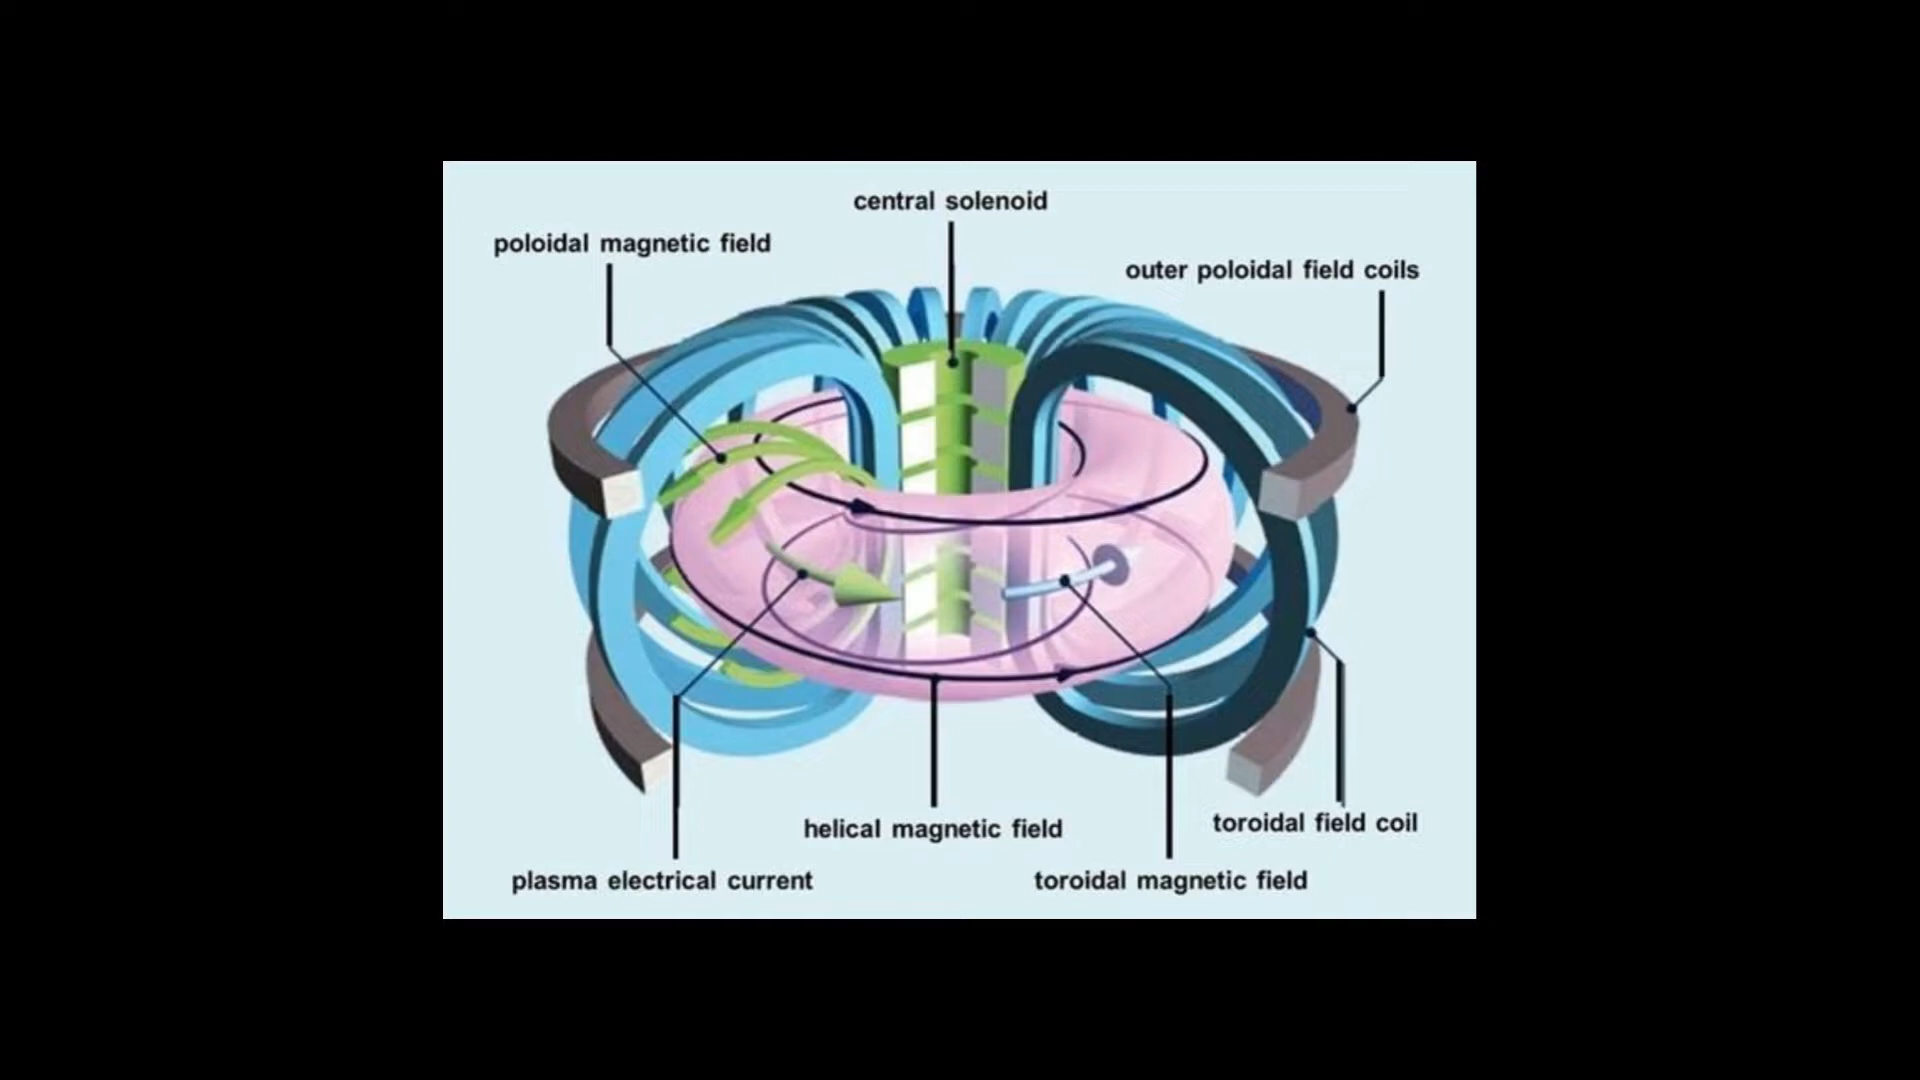 central solenoid
poloidal magnetic field
outer poloidal field coils
helical magnetic field
toroidal field coil
plasma electrical current
toroidal magnetic field